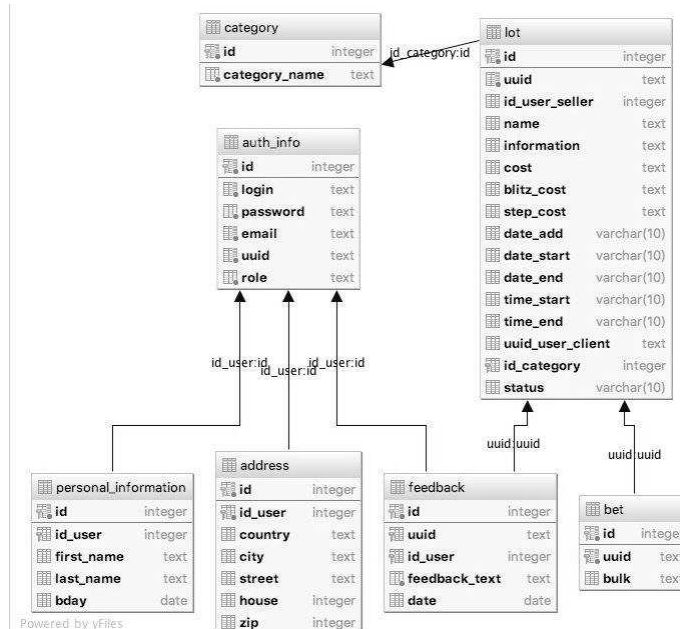 category
id integer
category_name text
id_category:id
lot
id integer
uuid text
id_user_seller integer
name text
information text
cost text
blitz_cost text
step_cost text
date_add varchar(10)
date_start varchar(10)
date_end varchar(10)
time_start varchar(10)
time_end varchar(10)
uuid_user_client text
id_category integer
status varchar(10)
auth_info
id integer
login text
password text
email text
uuid text
role text
id_user:id
id_user:id
id_user:id
uuid:uuid
uuid:uuid
personal_information
id integer
id_user integer
first_name text
last_name text
bday date
address
id integer
id_user integer
country text
city text
street text
house integer
zip integer
feedback
id integer
uuid text
id_user integer
feedback_text text
date date
bet
id intege
uuid text
bulk text
Powered by yFiles